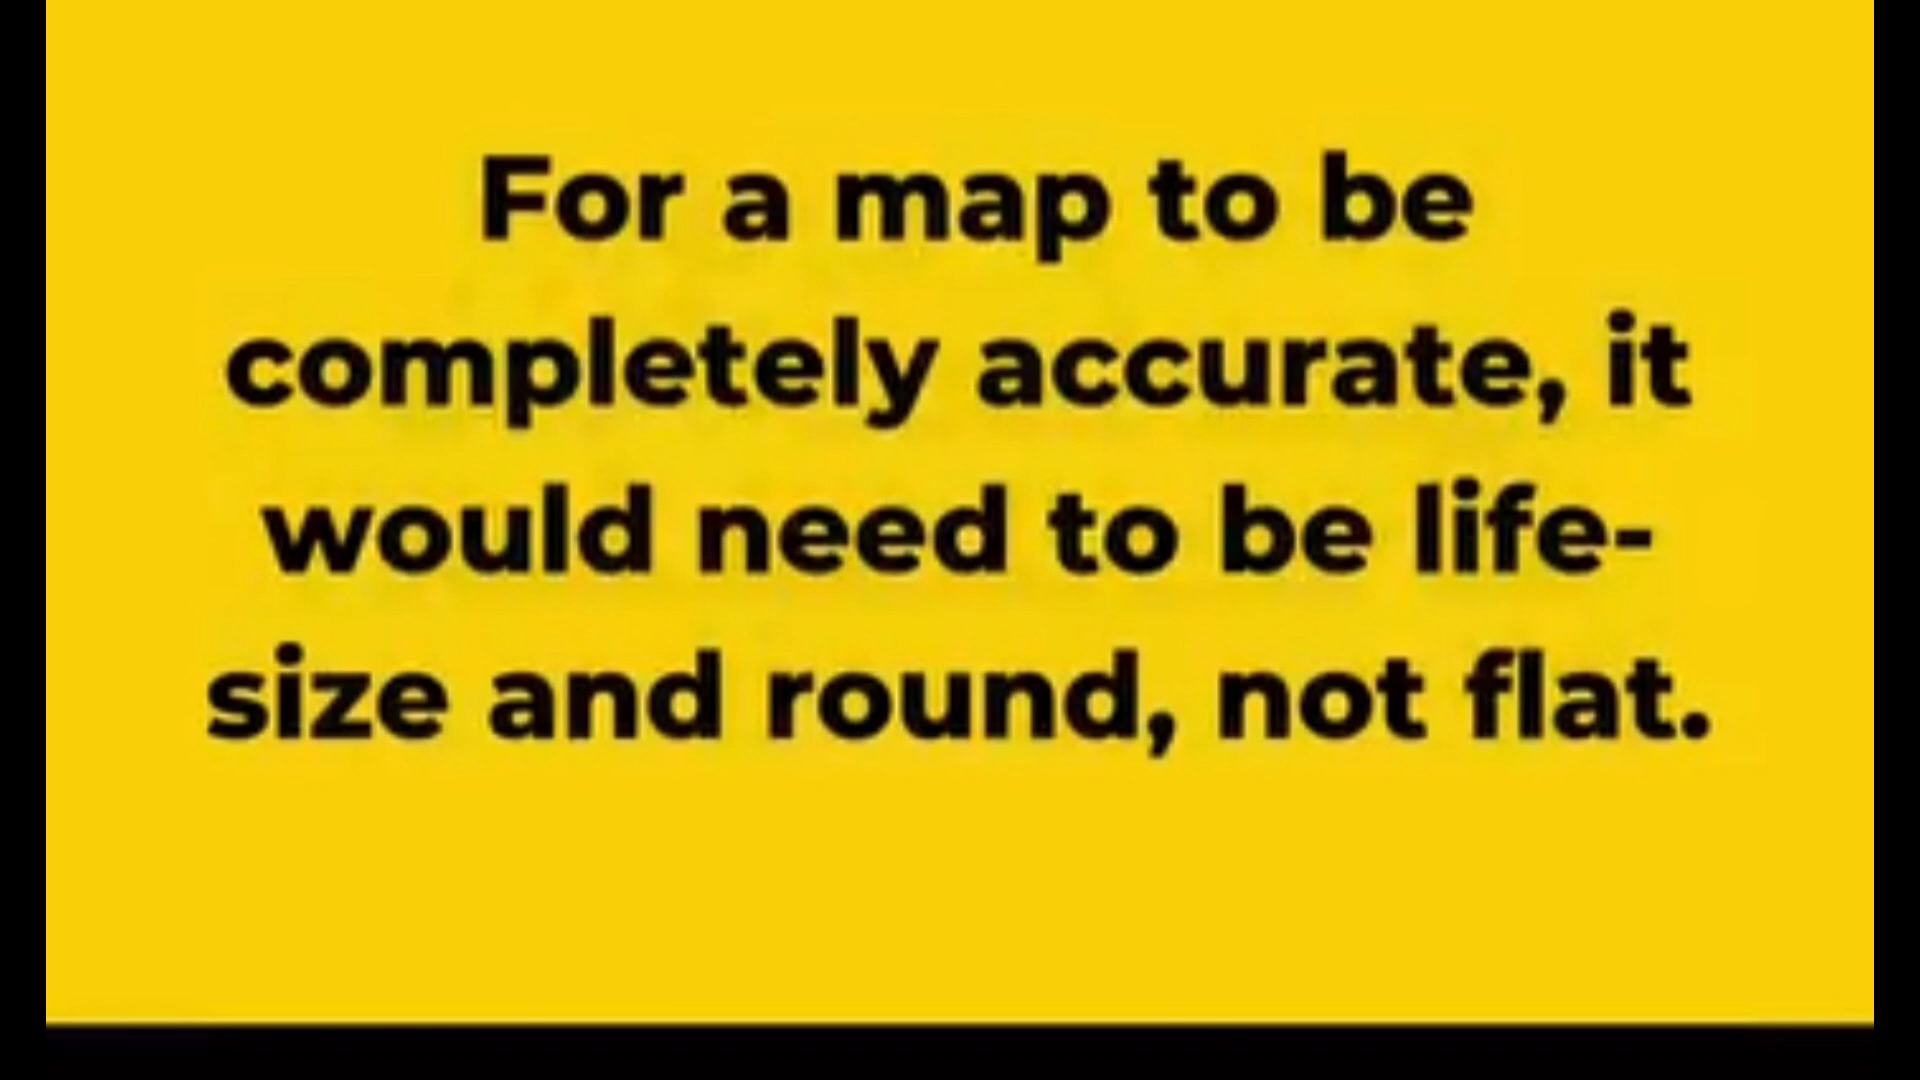 For a map to be
completely accurate, it
would need to be life-
size and round, not flat.